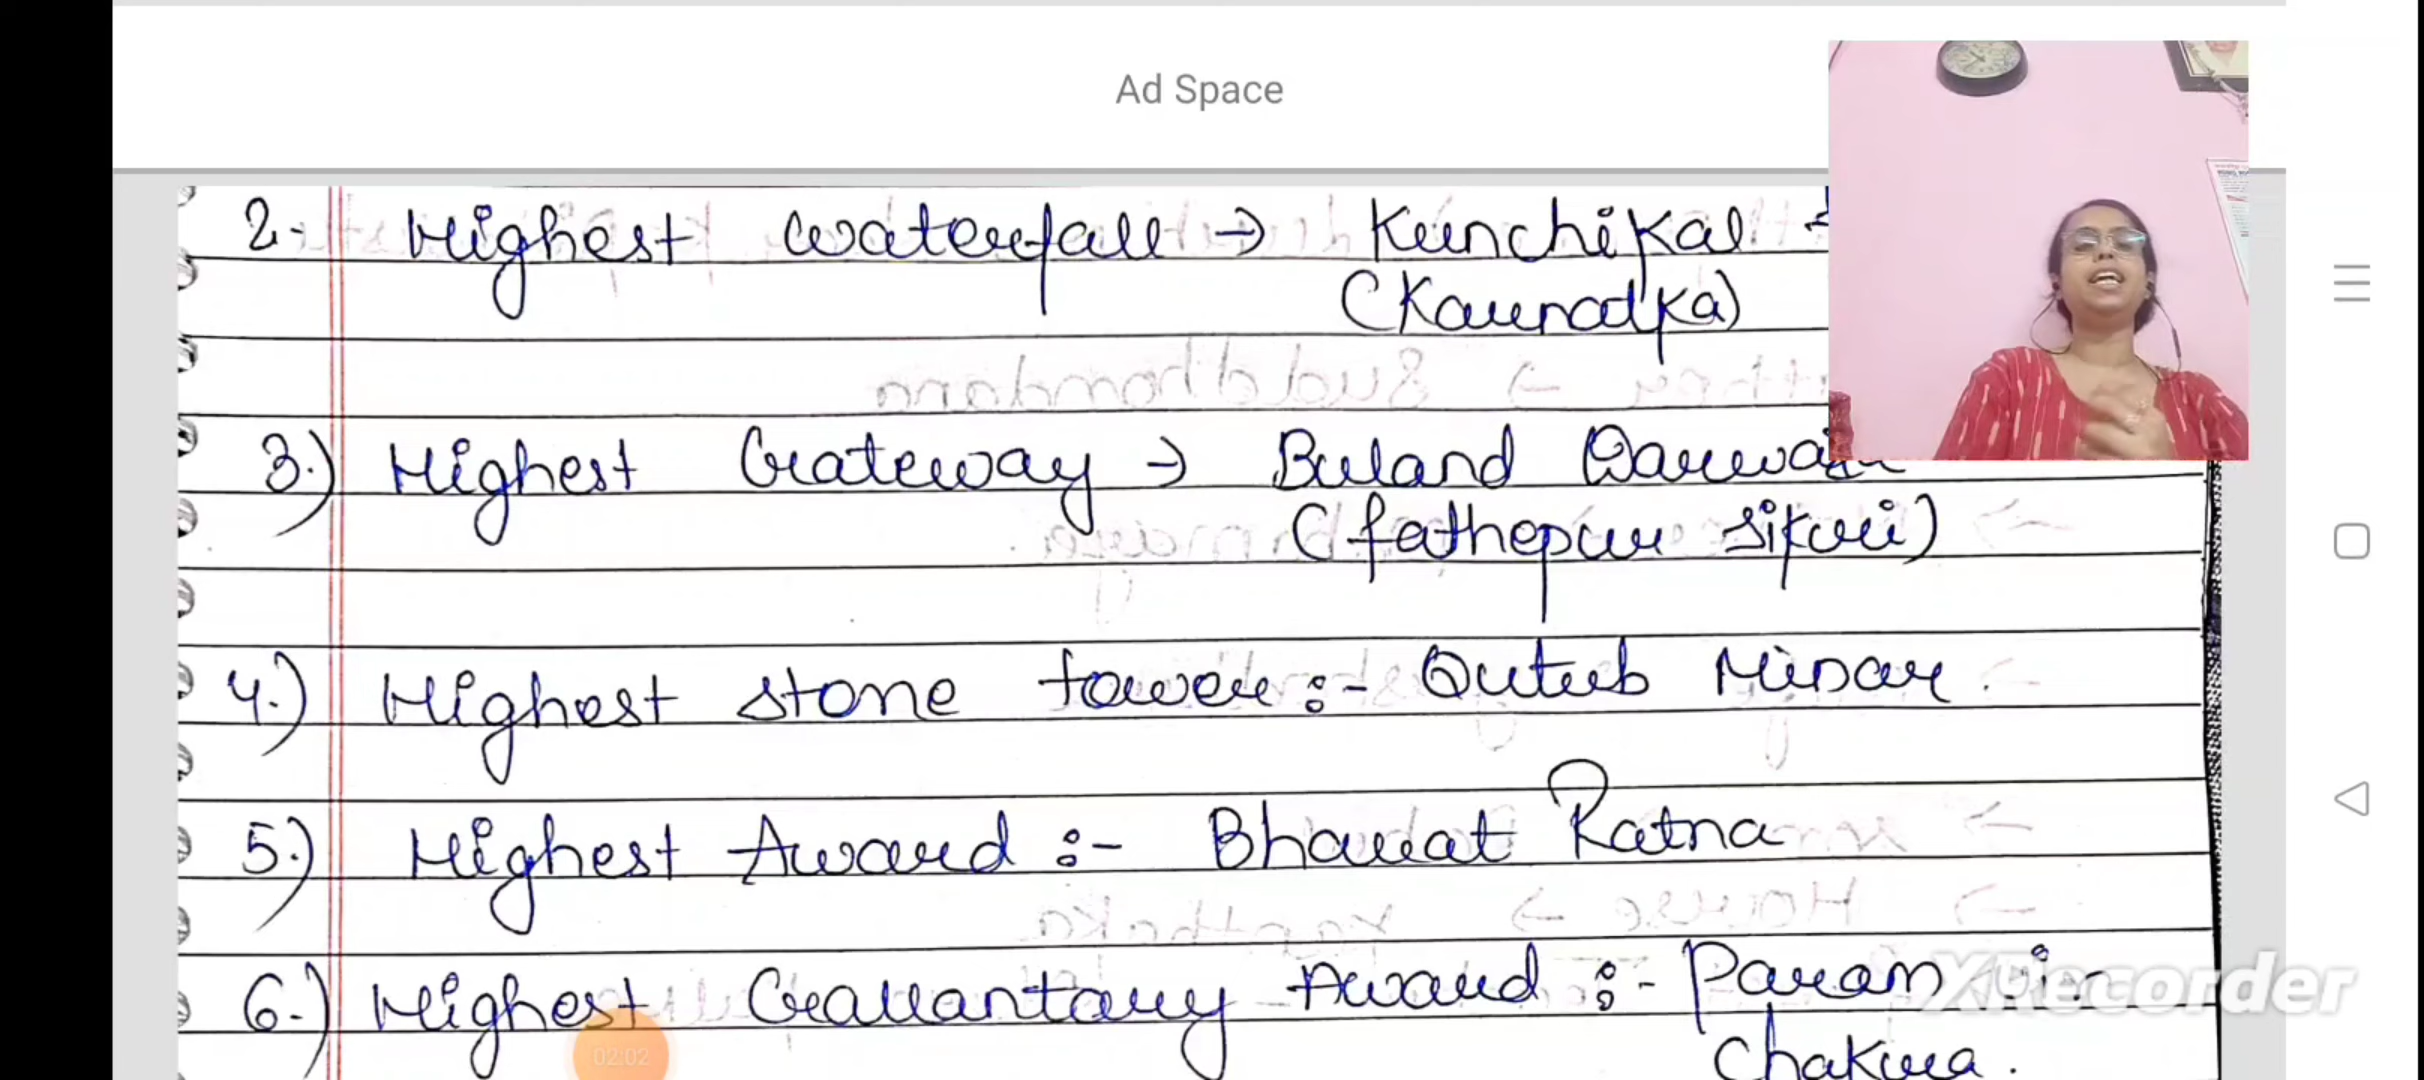 Ad Space
2. Highest waterfall → Kunchikal
(Karnatka)
3.) Highest Gateway → Buland Darwaza
(fathepur sikri)
4.) Highest stone tower :- Qutub Minar.
5.) Highest Award :- Bharat Ratna
6.) Highest Gallantary Award :- Param Vir
Chakra.
02:02
XRecorder